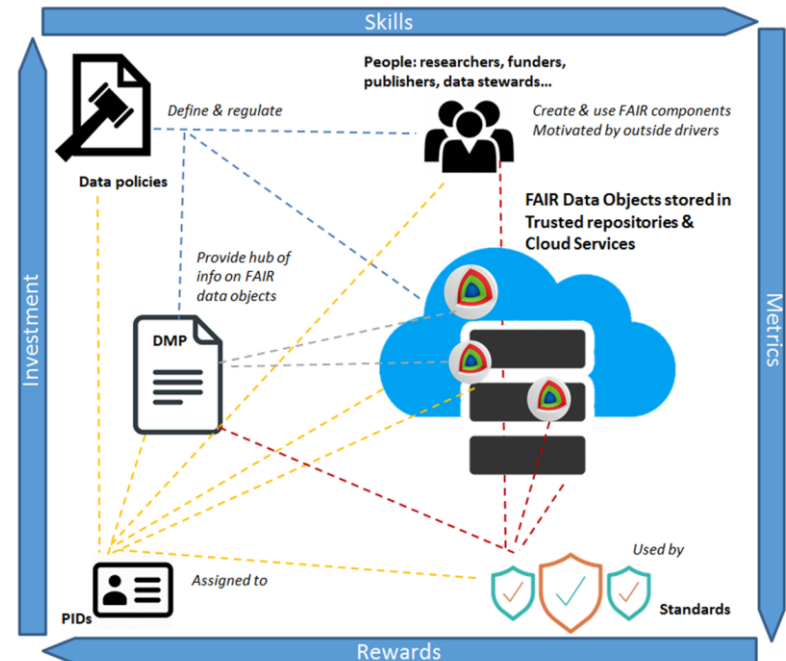 Skills
People: researchers, funders,
publishers, data stewards...
Define & regulate
Create & use FAIR components
Motivated by outside drivers
Data policies
FAIR Data Objects stored in
Trusted repositories &
Cloud Services
Provide hub of
info on FAIR
data objects
Investment
Metrics
DMP
Used by
Assigned to
PIDs
Standards
Rewards